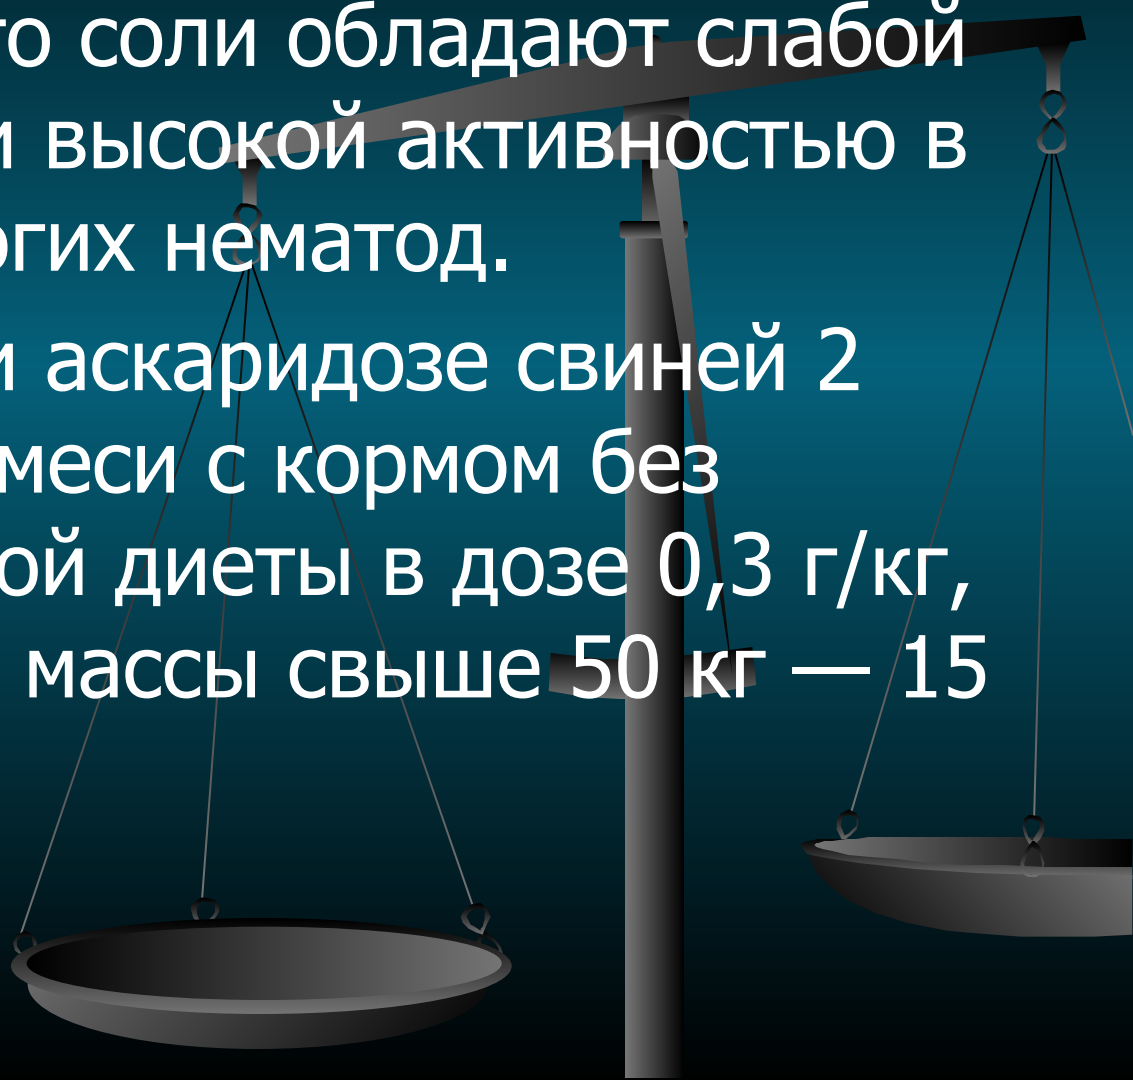 го соли обладают слабой
и высокой активностью в
огих нематод.
и аскаридозе свиней 2
меси с кормом без
ой диеты в дозе 0,3 г/кг,
массы свыше 50 кг — 15